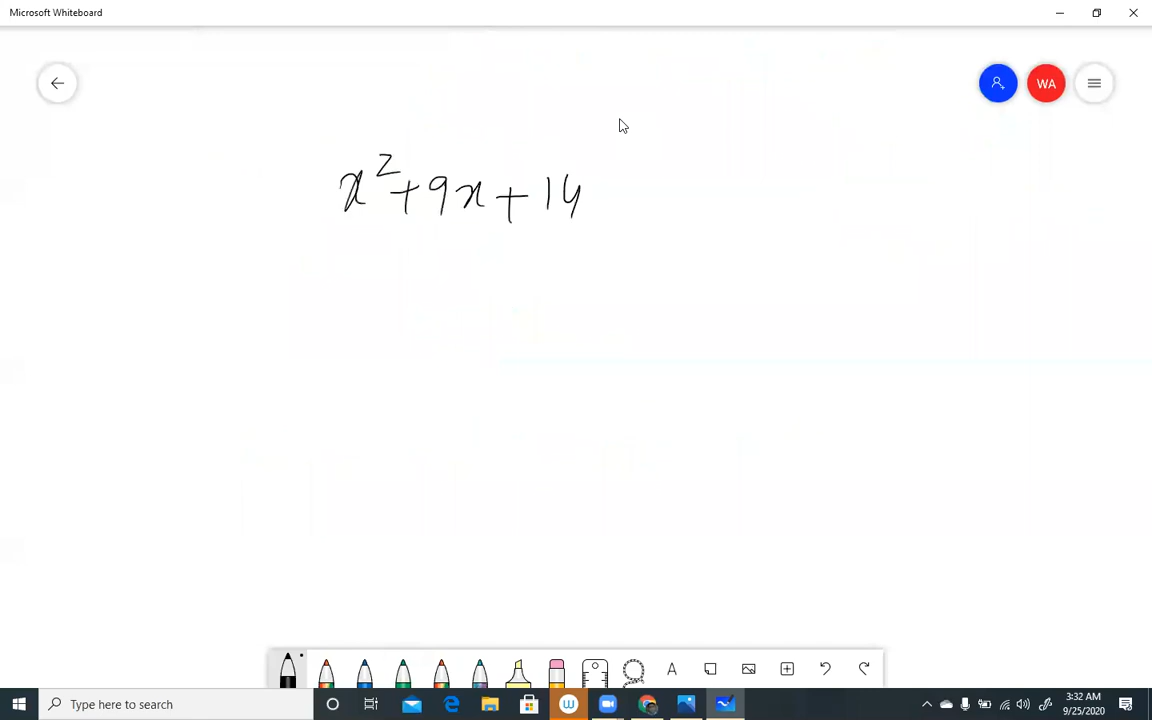 Microsoft Whiteboard
WA
x²+9x+14
A
Type here to search
W
3:32 AM
9/25/2020